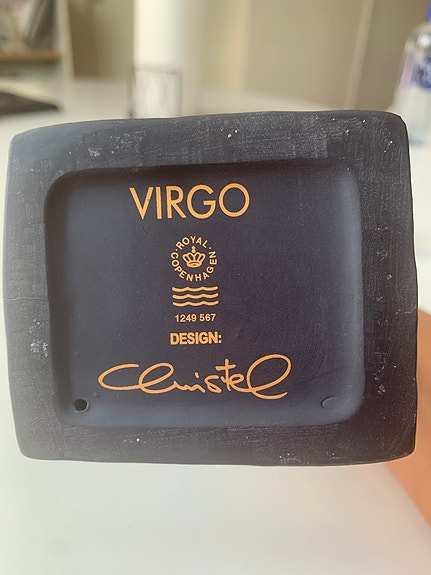 VIRGO
ROYAL
COPENHAGEN
1249 567
DESIGN:
Christel